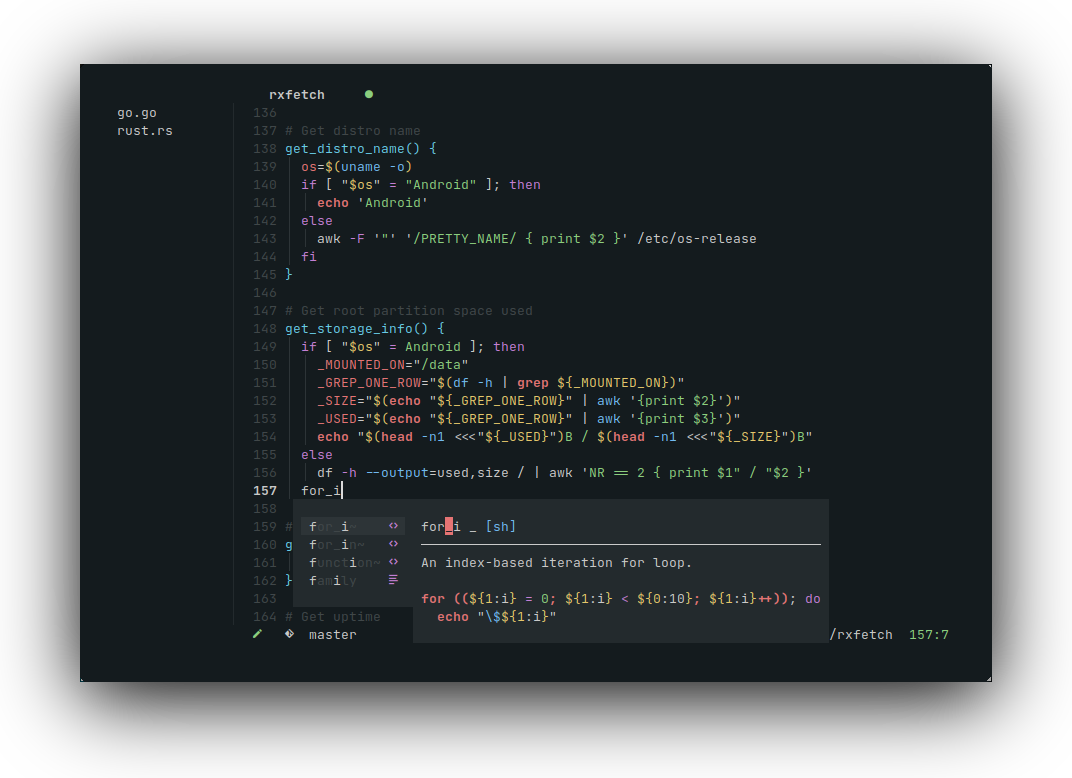 rxfetch
go.go
rust.rs
136
137 # Get distro name
138 get_distro_name() {
139 os=$(uname -o)
140 if [ "$os" = "Android" ]; then
141 echo 'Android'
142 else
143 awk -F '"' '/PRETTY_NAME/ { print $2 }' /etc/os-release
144 fi
145 }
146
147 # Get root partition space used
148 get_storage_info() {
149 if [ "$os" = Android ]; then
150 _MOUNTED_ON="/data"
151 _GREP_ONE_ROW="$(df -h | grep ${_MOUNTED_ON})"
152 _SIZE="$(echo "${_GREP_ONE_ROW}" | awk '{print $2}')"
153 _USED="$(echo "${_GREP_ONE_ROW}" | awk '{print $3}')"
154 echo "$(head -n1 <<<"${_USED}")B / $(head -n1 <<<"${_SIZE}")B"
155 else
156 df -h --output=used,size / | awk 'NR == 2 { print $1" / "$2 }'
157 for_i
158
159 #
160 g
161
162 }
163
164 # Get uptime
for_i~ <>
for_in~ <>
function~ <>
family
for_i _ [sh]
An index-based iteration for loop.
for ((${1:i} = 0; ${1:i} < ${0:10}; ${1:i}++)); do
echo "\$${1:i}"
master
/rxfetch 157:7